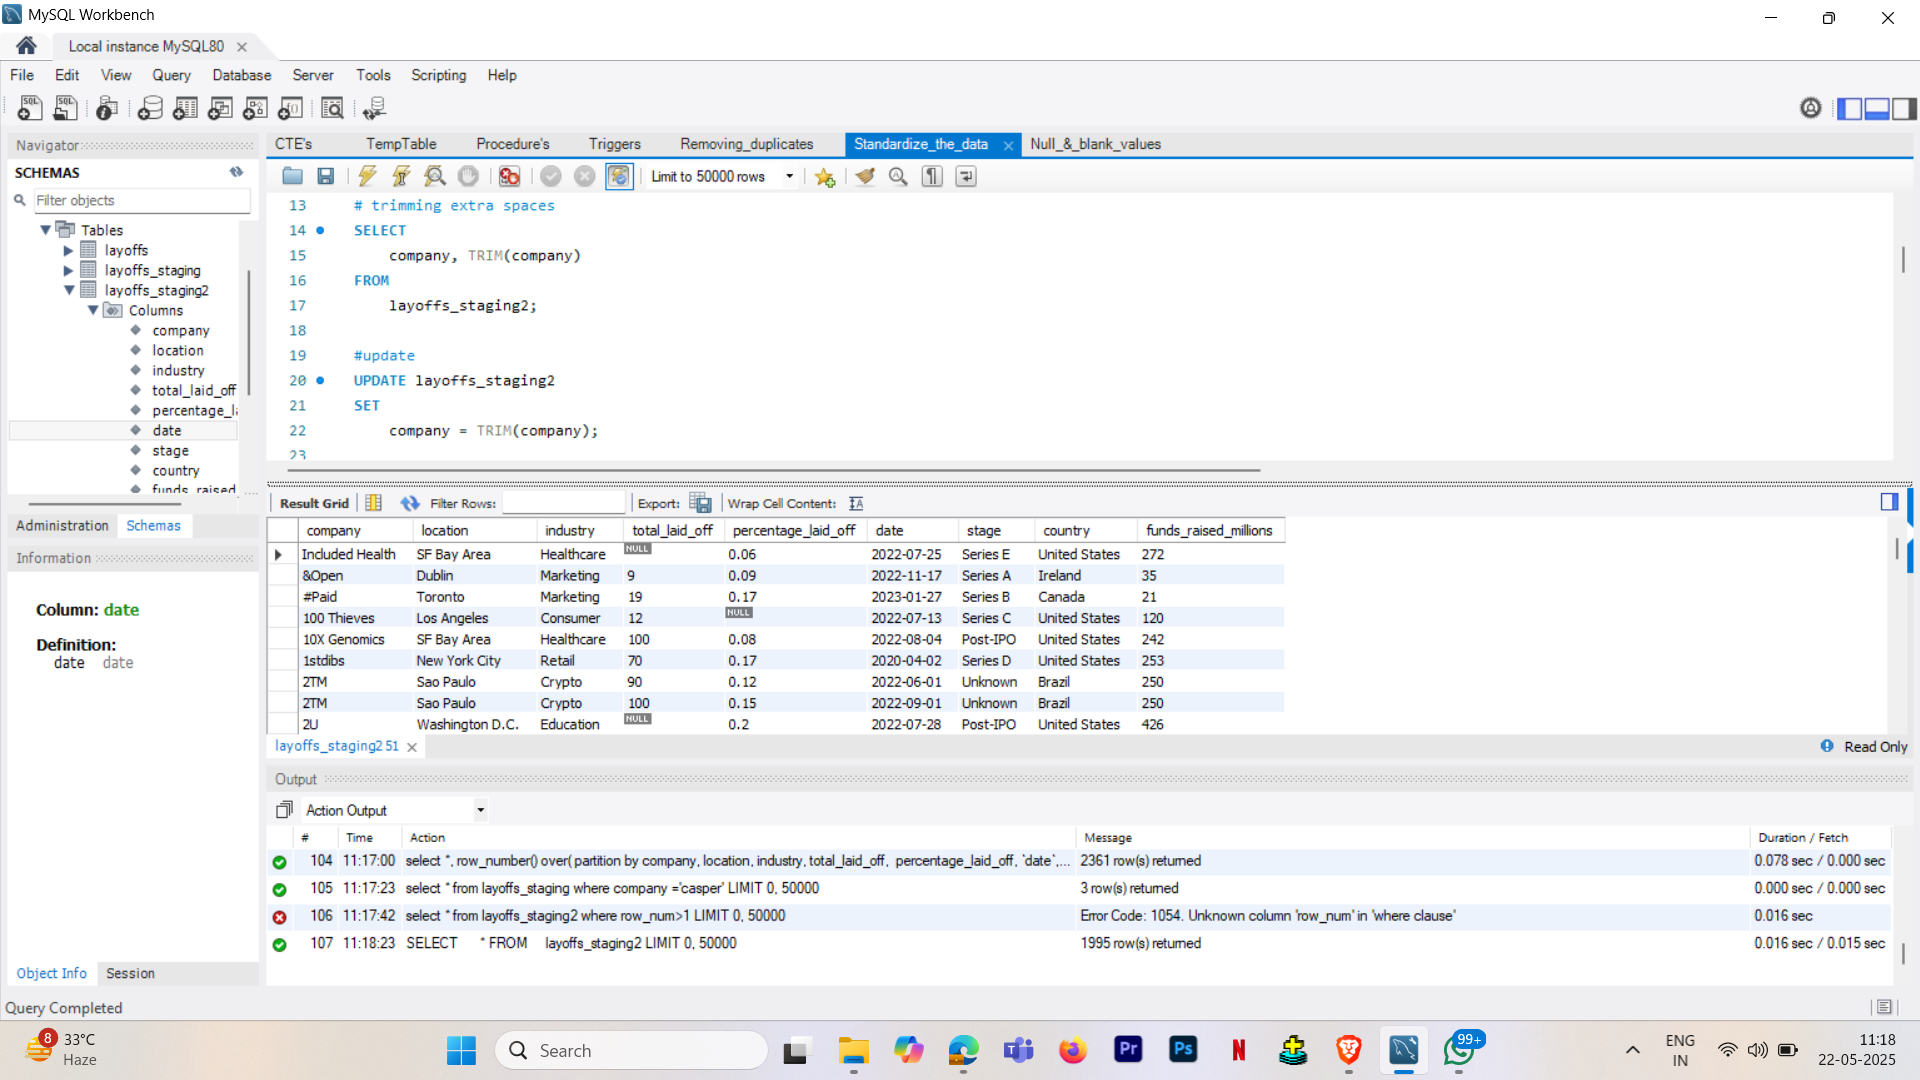 MySQL Workbench
Local instance MySQL80
File Edit View Query Database Server Tools Scripting Help
Navigator
SCHEMAS
Filter objects
Tables
layoffs
layoffs_staging
layoffs_staging2
Columns
company
location
industry
total_laid_off
percentage_l
date
stage
country
funds_raised
Administration Schemas
Information
Column: date
Definition:
date date
Object Info Session
CTE's TempTable Procedure's Triggers Removing_duplicates Standardize_the_data Null_&_blank_values
Limit to 50000 rows
13 # trimming extra spaces
14 SELECT
15 company, TRIM(company)
16 FROM
17 layoffs_staging2;
18
19 #update
20 UPDATE layoffs_staging2
21 SET
22 company = TRIM(company);
23
Result Grid Filter Rows: Export: Wrap Cell Content:
company location industry total_laid_off percentage_laid_off date stage country funds_raised_millions
Included Health SF Bay Area Healthcare NULL 0.06 2022-07-25 Series E United States 272
&Open Dublin Marketing 9 0.09 2022-11-17 Series A Ireland 35
#Paid Toronto Marketing 19 0.17 2023-01-27 Series B Canada 21
100 Thieves Los Angeles Consumer 12 NULL 2022-07-13 Series C United States 120
10X Genomics SF Bay Area Healthcare 100 0.08 2022-08-04 Post-IPO United States 242
1stdibs New York City Retail 70 0.17 2020-04-02 Series D United States 253
2TM Sao Paulo Crypto 90 0.12 2022-06-01 Unknown Brazil 250
2TM Sao Paulo Crypto 100 0.15 2022-09-01 Unknown Brazil 250
2U Washington D.C. Education NULL 0.2 2022-07-28 Post-IPO United States 426
layoffs_staging2 51
Read Only
Output
Action Output
# Time Action Message Duration / Fetch
104 11:17:00 select *, row_number() over( partition by company, location, industry, total_laid_off, percentage_laid_off, `date`,... 2361 row(s) returned 0.078 sec / 0.000 sec
105 11:17:23 select * from layoffs_staging where company ='casper' LIMIT 0, 50000 3 row(s) returned 0.000 sec / 0.000 sec
106 11:17:42 select * from layoffs_staging2 where row_num>1 LIMIT 0, 50000 Error Code: 1054. Unknown column 'row_num' in 'where clause' 0.016 sec
107 11:18:23 SELECT * FROM layoffs_staging2 LIMIT 0, 50000 1995 row(s) returned 0.016 sec / 0.015 sec
Query Completed
8 33°C
Haze
Search
Pr
Ps
N
99+
ENG
IN
11:18
22-05-2025